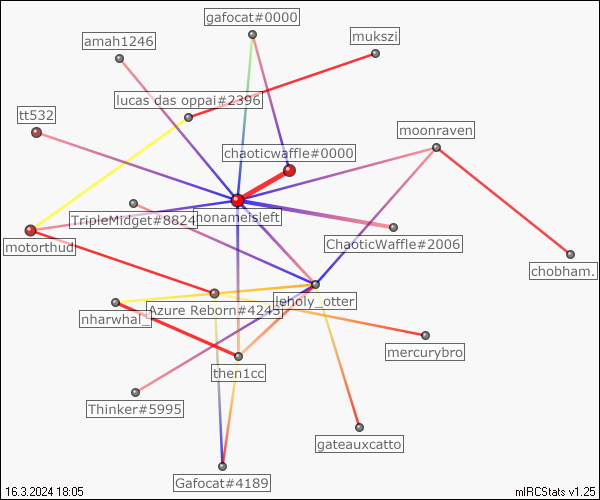 gafocat#0000
amah1246
mukszi
lucas das oppai#2396
tt532
moonraven
chaoticwaffle#0000
TripleMidget#8824
nonameisleft
motorthud
ChaoticWaffle#2006
chobham.
leholy_otter
Azure Reborn#4245
nharwhal_
mercurybro
then1cc
Thinker#5995
gateauxcatto
Gafocat#4189
16.3.2024 18:05
mIRCStats v1.25